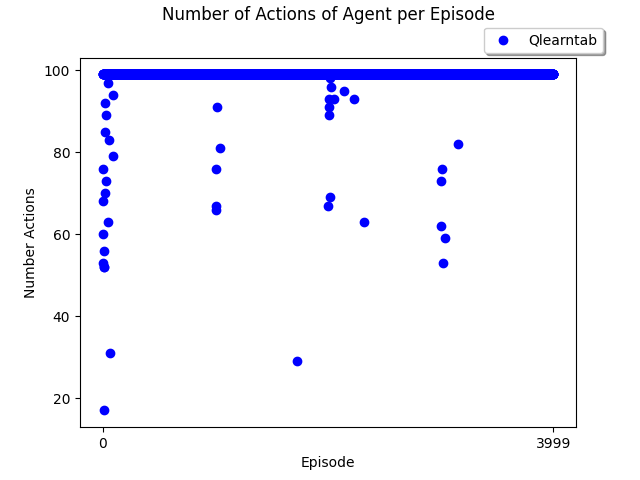 Number of Actions of Agent per Episode
Qlearntab
100
80
60
40
20
Number Actions
0
3999
Episode